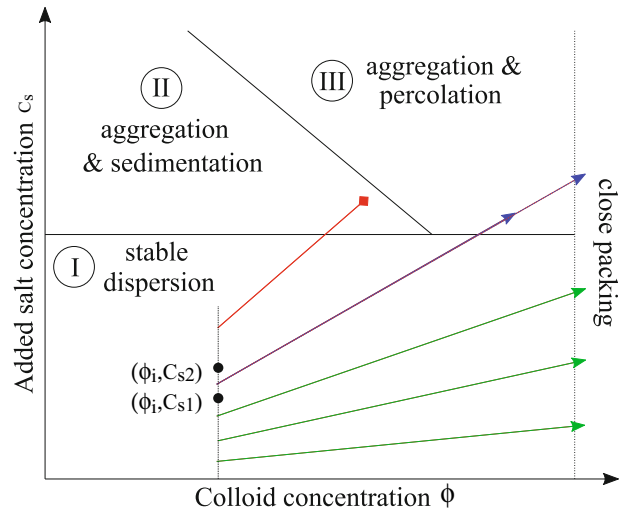 III
aggregation &
percolation
II
aggregation
& sedimentation
I
stable
dispersion
(ϕi,Cs2)
(ϕi,Cs1)
Added salt concentration cs
Colloid concentration ϕ
close packing